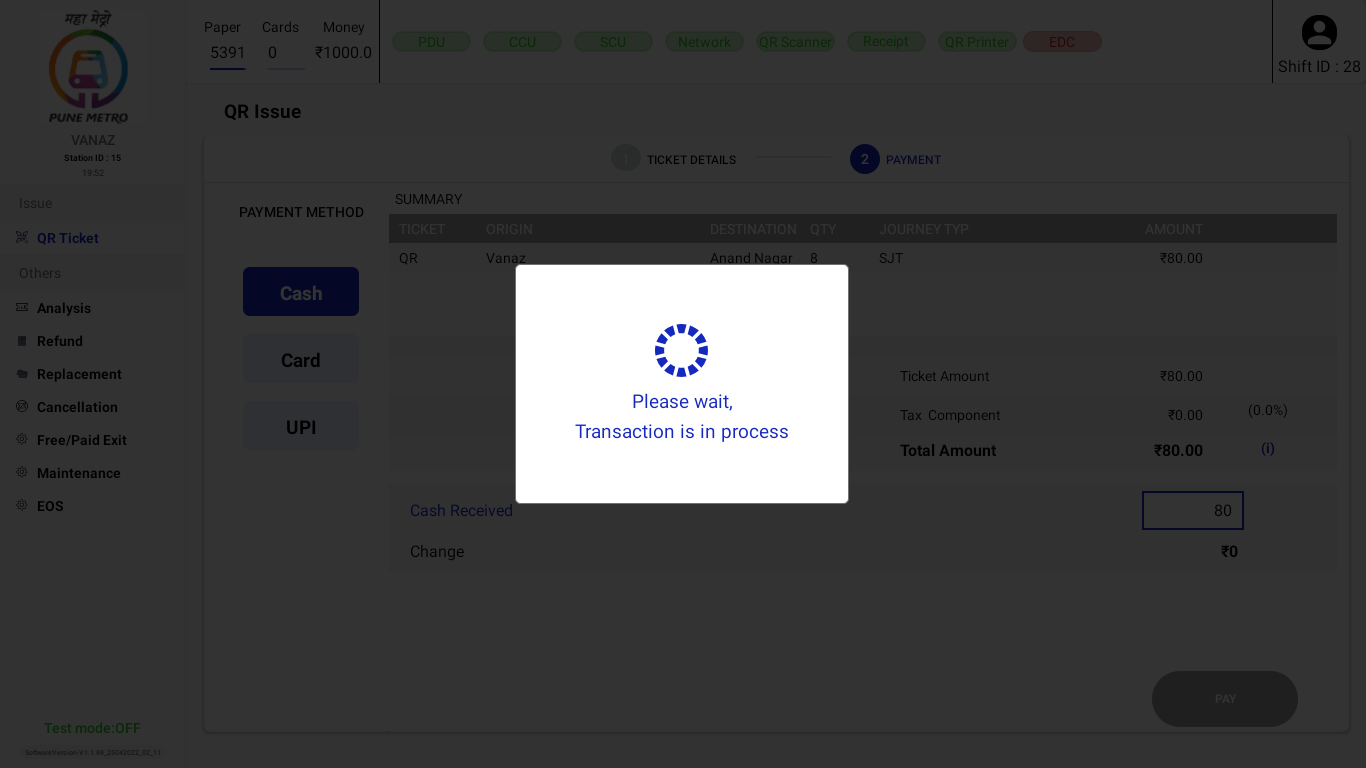 महा मेट्रो
PUNE METRO
VANAZ
Station ID : 15
19:52
Issue
QR Ticket
Others
Analysis
Refund
Replacement
Cancellation
Free/Paid Exit
Maintenance
EOS
Test mode:OFF
Paper Cards Money
5391 0 ₹1000.0
PDU CCU SCU Network QR Scanner Receipt QR Printer EDC
Shift ID : 28
QR Issue
1 TICKET DETAILS 2 PAYMENT
PAYMENT METHOD
Cash
Card
UPI
SUMMARY
TICKET ORIGIN DESTINATION QTY JOURNEY TYP AMOUNT
QR Vanaz Anand Nagar 8 SJT ₹80.00
Please wait,
Transaction is in process
Ticket Amount ₹80.00
Tax Component ₹0.00 (0.0%)
Total Amount ₹80.00 (i)
Cash Received 80
Change ₹0
PAY